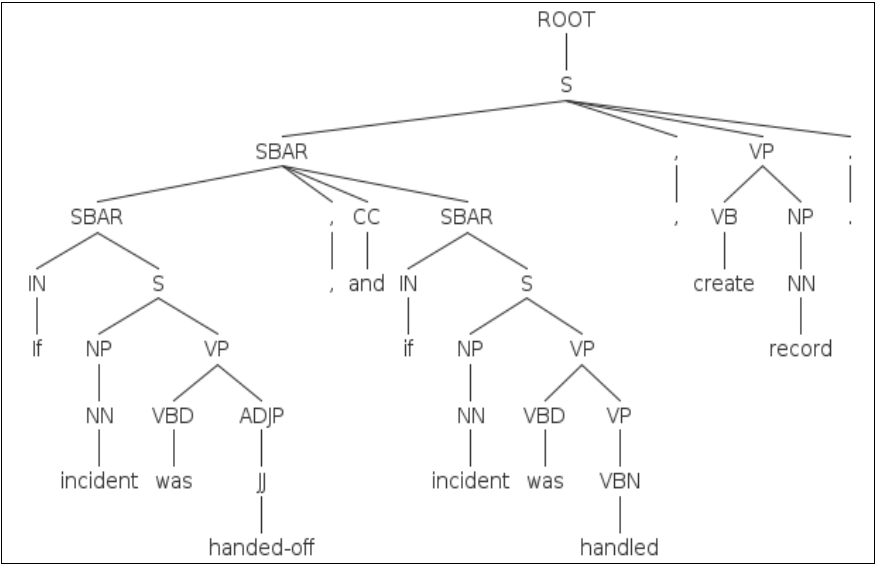 ROOT
S
SBAR , VP .
SBAR , CC SBAR , VB NP .
IN S , and IN S create NN
If NP VP if NP VP record
NN VBD ADJP NN VBD VP
incident was JJ incident was VBN
handed-off handled